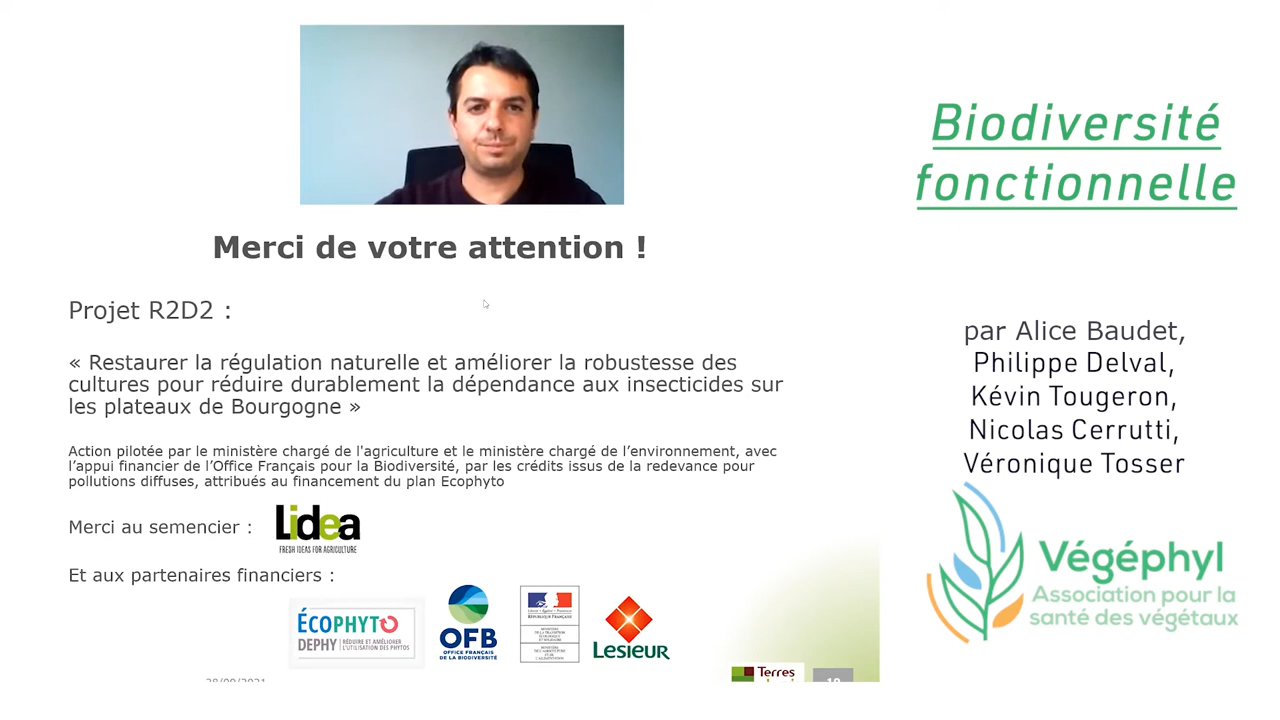 Biodiversité
fonctionnelle
Merci de votre attention !
Projet R2D2 :
« Restaurer la régulation naturelle et améliorer la robustesse des
cultures pour réduire durablement la dépendance aux insecticides sur
les plateaux de Bourgogne »
Action pilotée par le ministère chargé de l'agriculture et le ministère chargé de l’environnement, avec
l’appui financier de l’Office Français pour la Biodiversité, par les crédits issus de la redevance pour
pollutions diffuses, attribués au financement du plan Ecophyto
Merci au semencier :
Lidea
FRESH IDEAS FOR AGRICULTURE
Et aux partenaires financiers :
ÉCOPHYTO
DEPHY
RÉDUIRE ET AMÉLIORER
L'UTILISATION DES PHYTOS
OFB
OFFICE FRANÇAIS
DE LA BIODIVERSITÉ
RÉPUBLIQUE FRANÇAISE
LESIEUR
Terres
par Alice Baudet,
Philippe Delval,
Kévin Tougeron,
Nicolas Cerrutti,
Véronique Tosser
Végéphyl
Association pour la
santé des végétaux